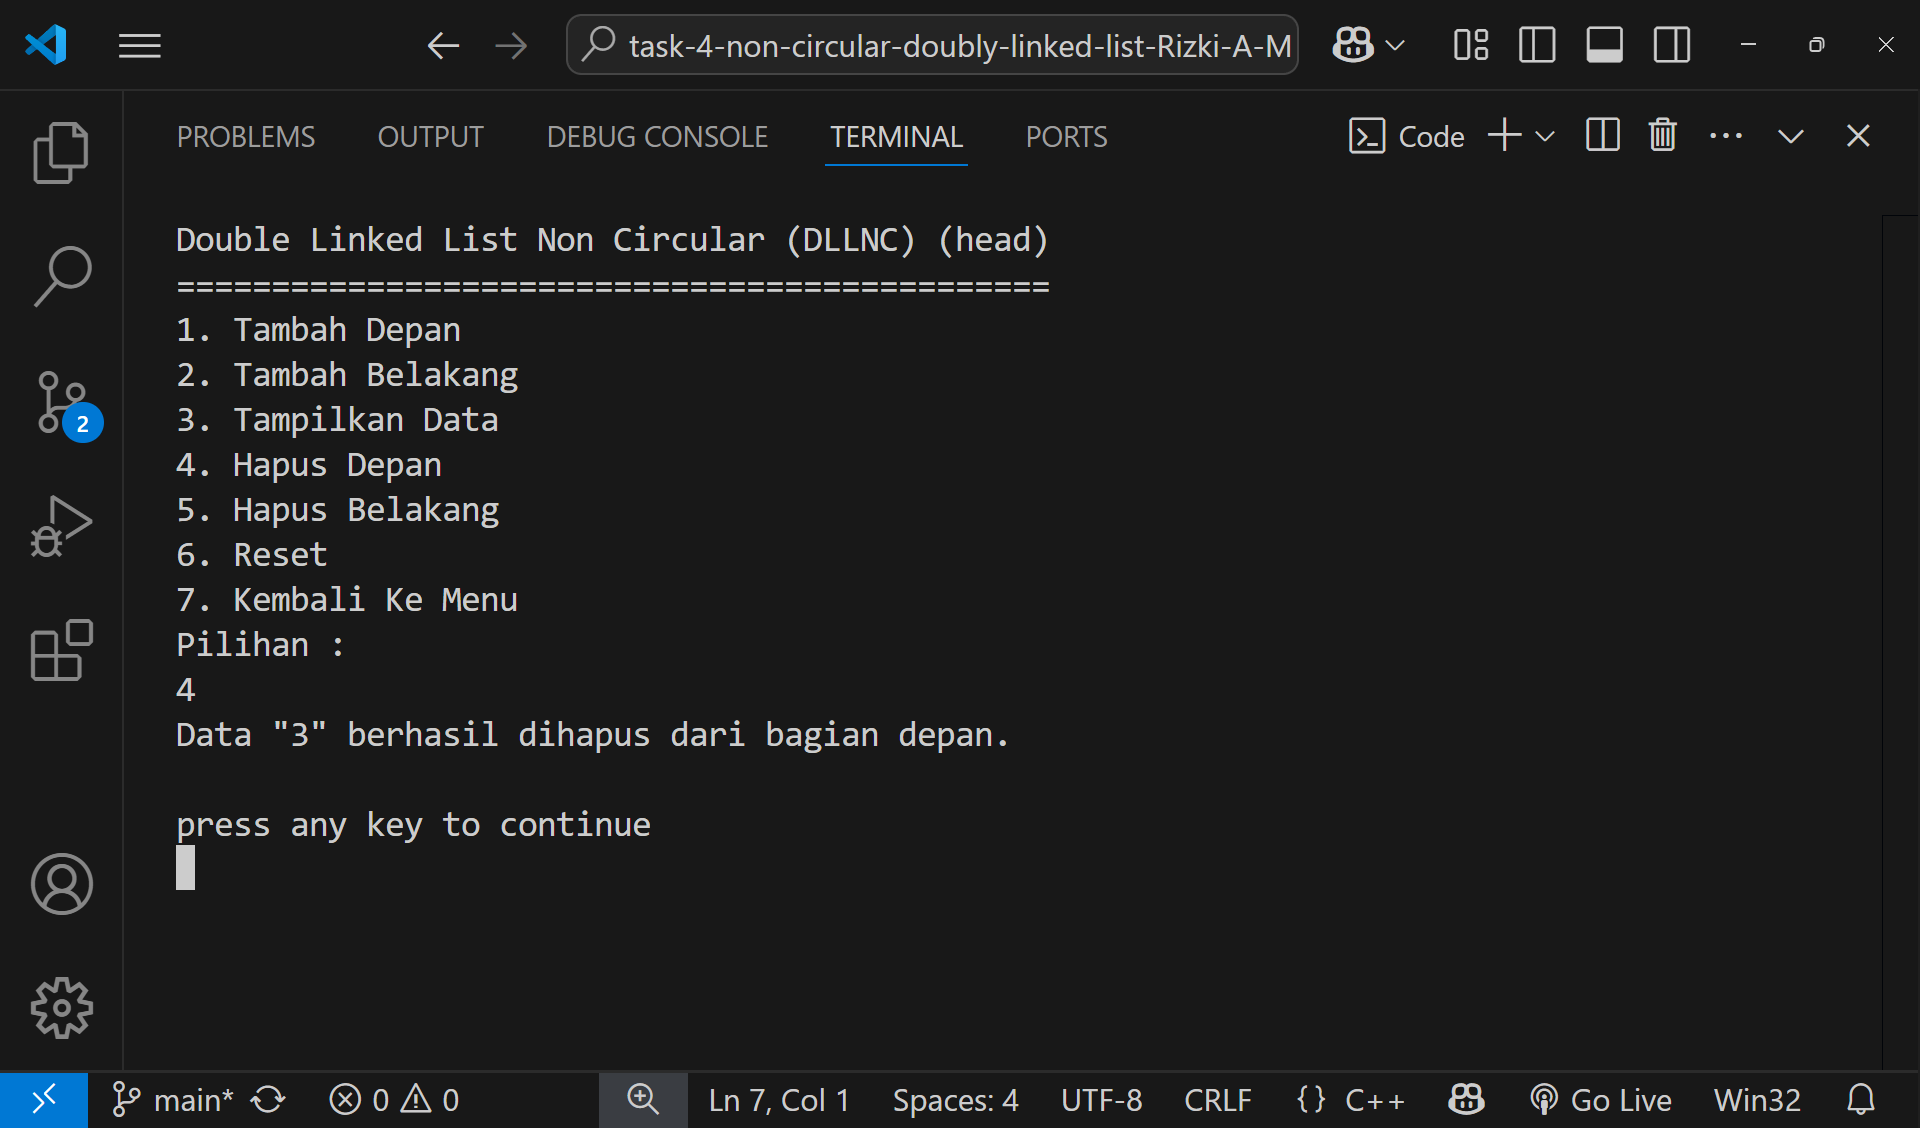 task-4-non-circular-doubly-linked-list-Rizki-A-M
PROBLEMS OUTPUT DEBUG CONSOLE TERMINAL PORTS Code
Double Linked List Non Circular (DLLNC) (head)
==============================================
1. Tambah Depan
2. Tambah Belakang
3. Tampilkan Data
4. Hapus Depan
5. Hapus Belakang
6. Reset
7. Kembali Ke Menu
Pilihan :
4
Data "3" berhasil dihapus dari bagian depan.
press any key to continue
2
main* 0 0 Ln 7, Col 1 Spaces: 4 UTF-8 CRLF {} C++ Go Live Win32